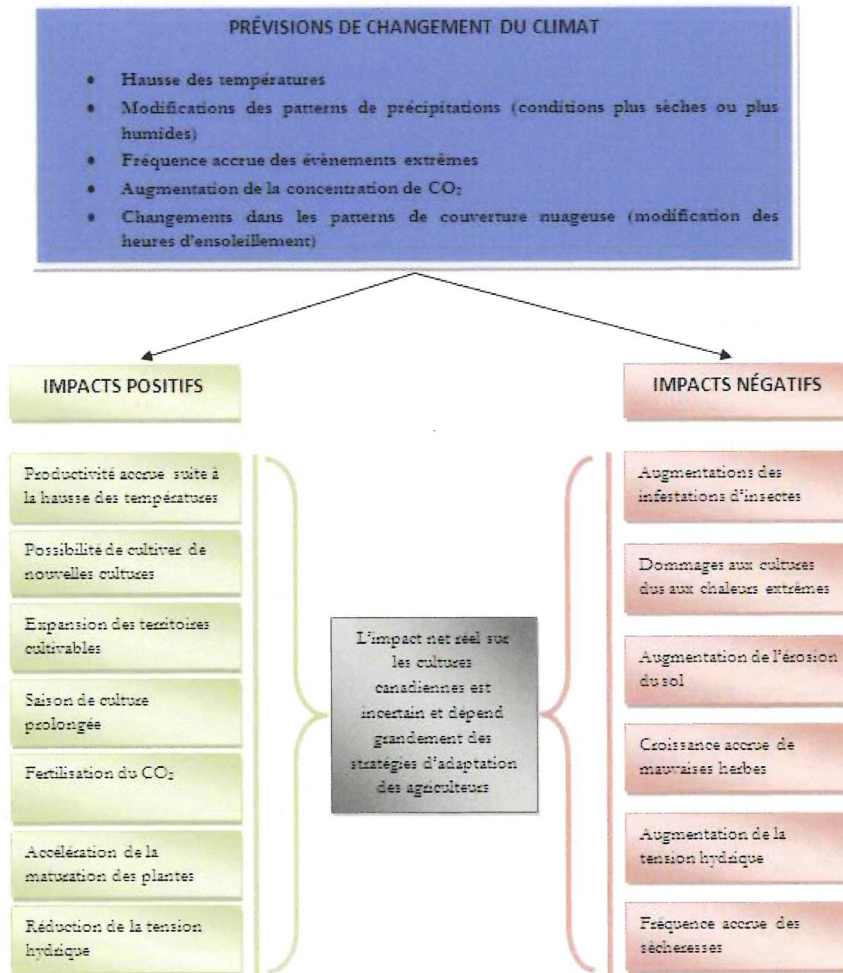 PRÉVISIONS DE CHANGEMENT DU CLIMAT
• Hausse des températures
• Modifications des patterns de précipitations (conditions plus sèches ou plus
humides)
• Fréquence accrue des évènements extrêmes
• Augmentation de la concentration de CO₂
• Changements dans les patterns de couverture nuageuse (modification des
heures d'ensoleillement)
IMPACTS POSITIFS
Productivité accrue suite à
la hausse des températures
Possibilité de cultiver de
nouvelles cultures
Expansion des territoires
cultivables
Saison de culture
prolongée
Fertilisation du CO₂
Accélération de la
maturation des plantes
Réduction de la tension
hydrique
L'impact net réel sur
les cultures
canadiennes est
incertain et dépend
grandement des
stratégies d'adaptation
des agriculteurs
IMPACTS NÉGATIFS
Augmentations des
infestations d'insectes
Dommages aux cultures
dus aux chaleurs extrêmes
Augmentation de l'érosion
du sol
Croissance accrue de
mauvaises herbes
Augmentation de la
tension hydrique
Fréquence accrue des
sècheresses